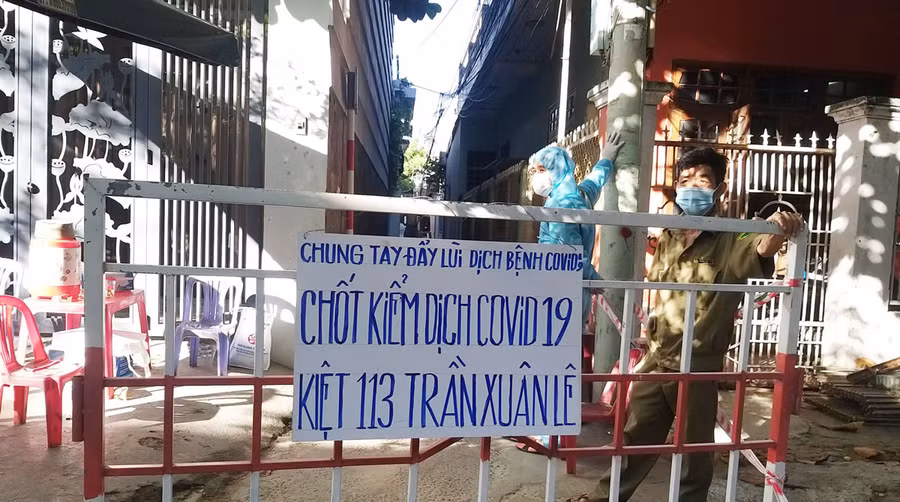 CHUNG TAY ĐẨY LÙI DỊCH BỆNH COVID
CHỐT KIỂM DỊCH COVID 19
KIỆT 113 TRẦN XUÂN LÊ